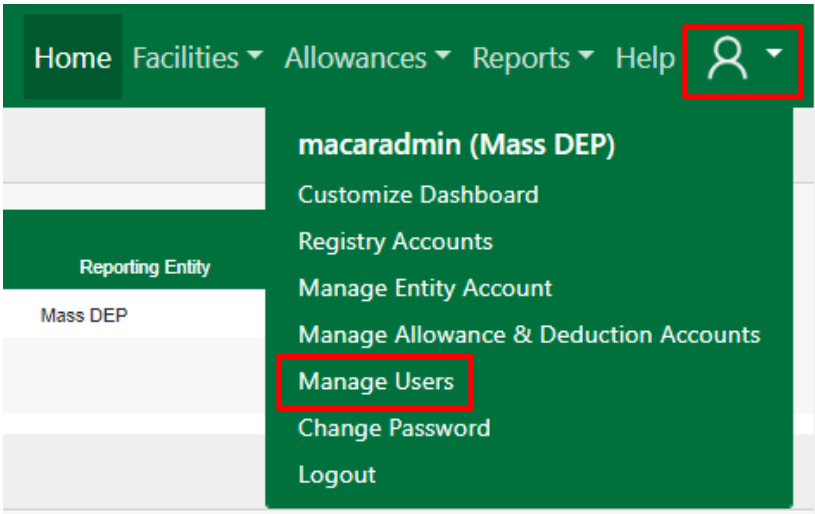 Home Facilities Allowances Reports Help
macaradmin (Mass DEP)
Customize Dashboard
Registry Accounts
Reporting Entity
Manage Entity Account
Mass DEP
Manage Allowance & Deduction Accounts
Manage Users
Change Password
Logout